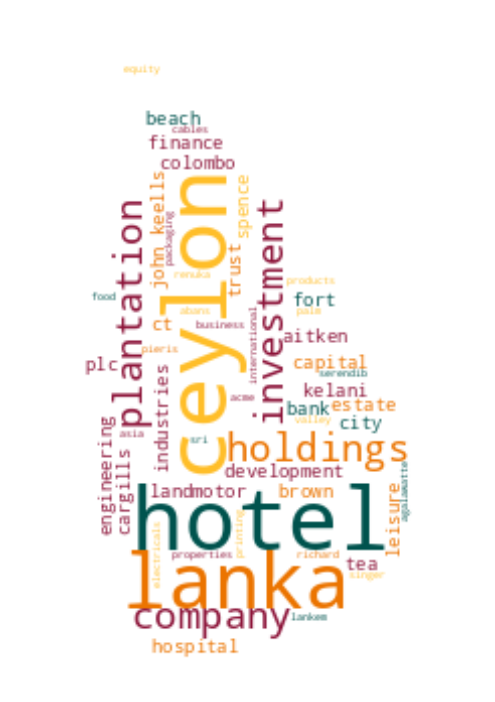 equity
beach
cables
finance
colombo
ceylon
john keells
spence
plantation
investment
packaging
trust
renuka
products
food
fort
abans
palm
ct
business
international
aitken
pieris
plc
capital
serendib
industries
kelani
acme
bank
estate
valley
city
engineering
asia
sri
holdings
cargills
development
agalawatte
landmotor
brown
leisure
hotel
printing
electricals
properties
richard
tea
lanka
singer
company
lankem
hospital